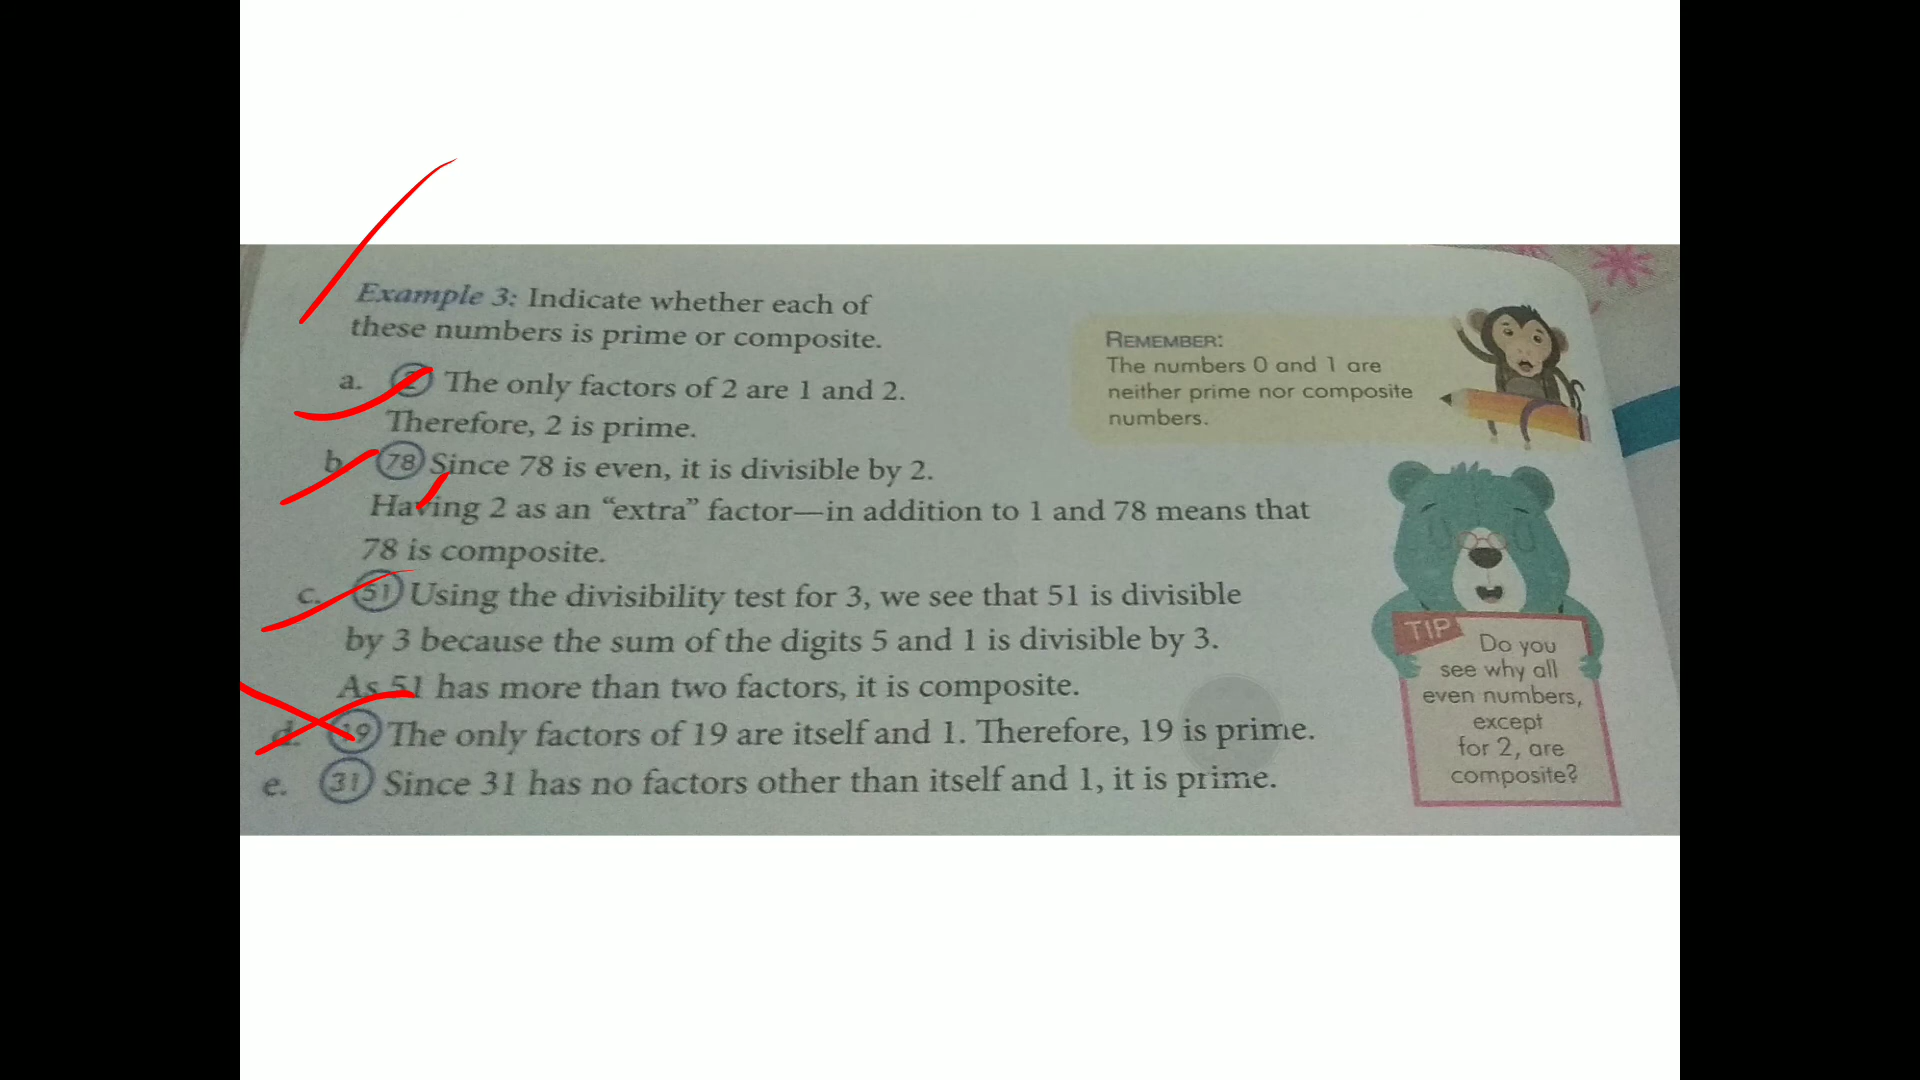 Example 3: Indicate whether each of
these numbers is prime or composite.
a. 2 The only factors of 2 are 1 and 2.
Therefore, 2 is prime.
b. 78 Since 78 is even, it is divisible by 2.
Having 2 as an “extra” factor—in addition to 1 and 78 means that
78 is composite.
c. 51 Using the divisibility test for 3, we see that 51 is divisible
by 3 because the sum of the digits 5 and 1 is divisible by 3.
As 51 has more than two factors, it is composite.
d. 19 The only factors of 19 are itself and 1. Therefore, 19 is prime.
e. 31 Since 31 has no factors other than itself and 1, it is prime.
REMEMBER:
The numbers 0 and 1 are
neither prime nor composite
numbers.
TIP
Do you
see why all
even numbers,
except
for 2, are
composite?